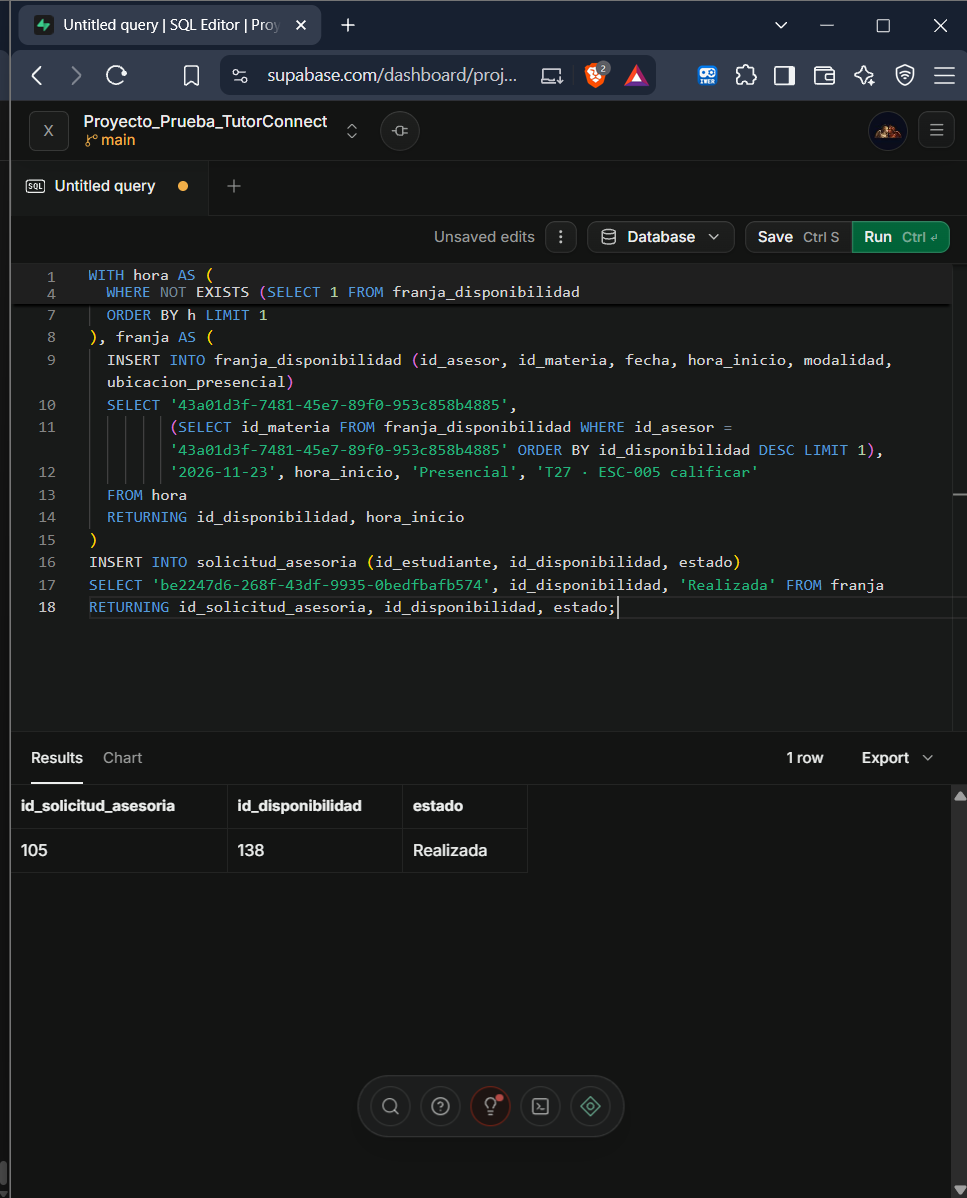 Untitled query | SQL Editor | Proy
supabase.com/dashboard/proj...
2
X
Proyecto_Prueba_TutorConnect
main
SQL Untitled query
Unsaved edits
Database
Save Ctrl S
Run Ctrl ↵
1 WITH hora AS (
4 WHERE NOT EXISTS (SELECT 1 FROM franja_disponibilidad
7 ORDER BY h LIMIT 1
8 ), franja AS (
9 INSERT INTO franja_disponibilidad (id_asesor, id_materia, fecha, hora_inicio, modalidad,
ubicacion_presencial)
10 SELECT '43a01d3f-7481-45e7-89f0-953c858b4885',
11 (SELECT id_materia FROM franja_disponibilidad WHERE id_asesor =
'43a01d3f-7481-45e7-89f0-953c858b4885' ORDER BY id_disponibilidad DESC LIMIT 1),
12 '2026-11-23', hora_inicio, 'Presencial', 'T27 · ESC-005 calificar'
13 FROM hora
14 RETURNING id_disponibilidad, hora_inicio
15 )
16 INSERT INTO solicitud_asesoria (id_estudiante, id_disponibilidad, estado)
17 SELECT 'be2247d6-268f-43df-9935-0bedfbafb574', id_disponibilidad, 'Realizada' FROM franja
18 RETURNING id_solicitud_asesoria, id_disponibilidad, estado;
Results Chart
1 row
Export
id_solicitud_asesoria id_disponibilidad estado
105 138 Realizada